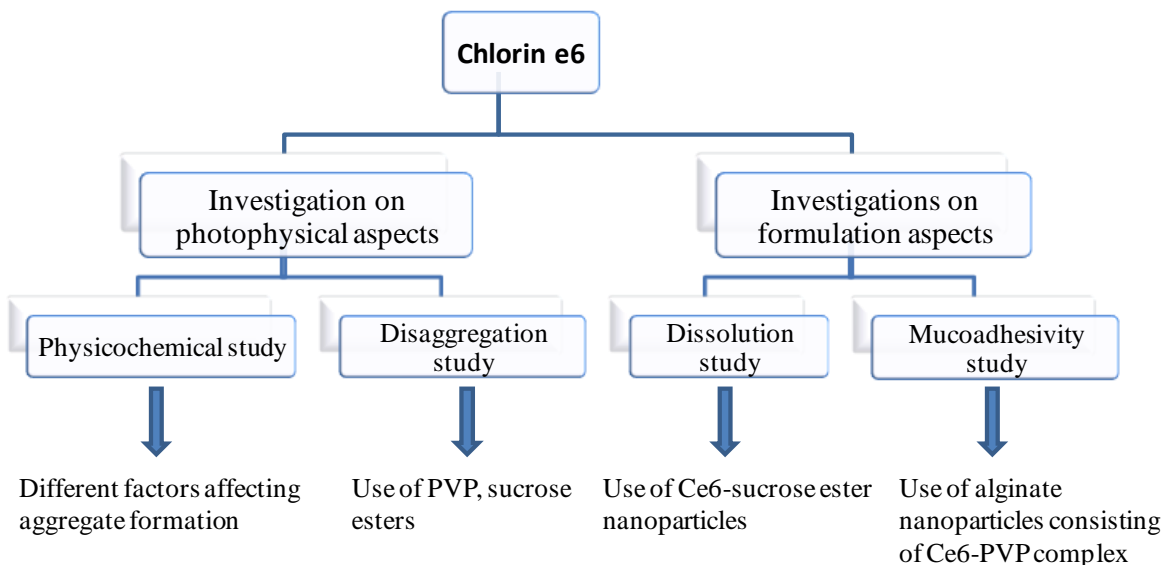 Chlorin e6
Investigation on
photophysical aspects
Investigations on
formulation aspects
Physicochemical study
Disaggregation
study
Dissolution
study
Mucoadhesivity
study
Different factors affecting
aggregate formation
Use of PVP, sucrose
esters
Use of Ce6-sucrose ester
nanoparticles
Use of alginate
nanoparticles consisting
of Ce6-PVP complex